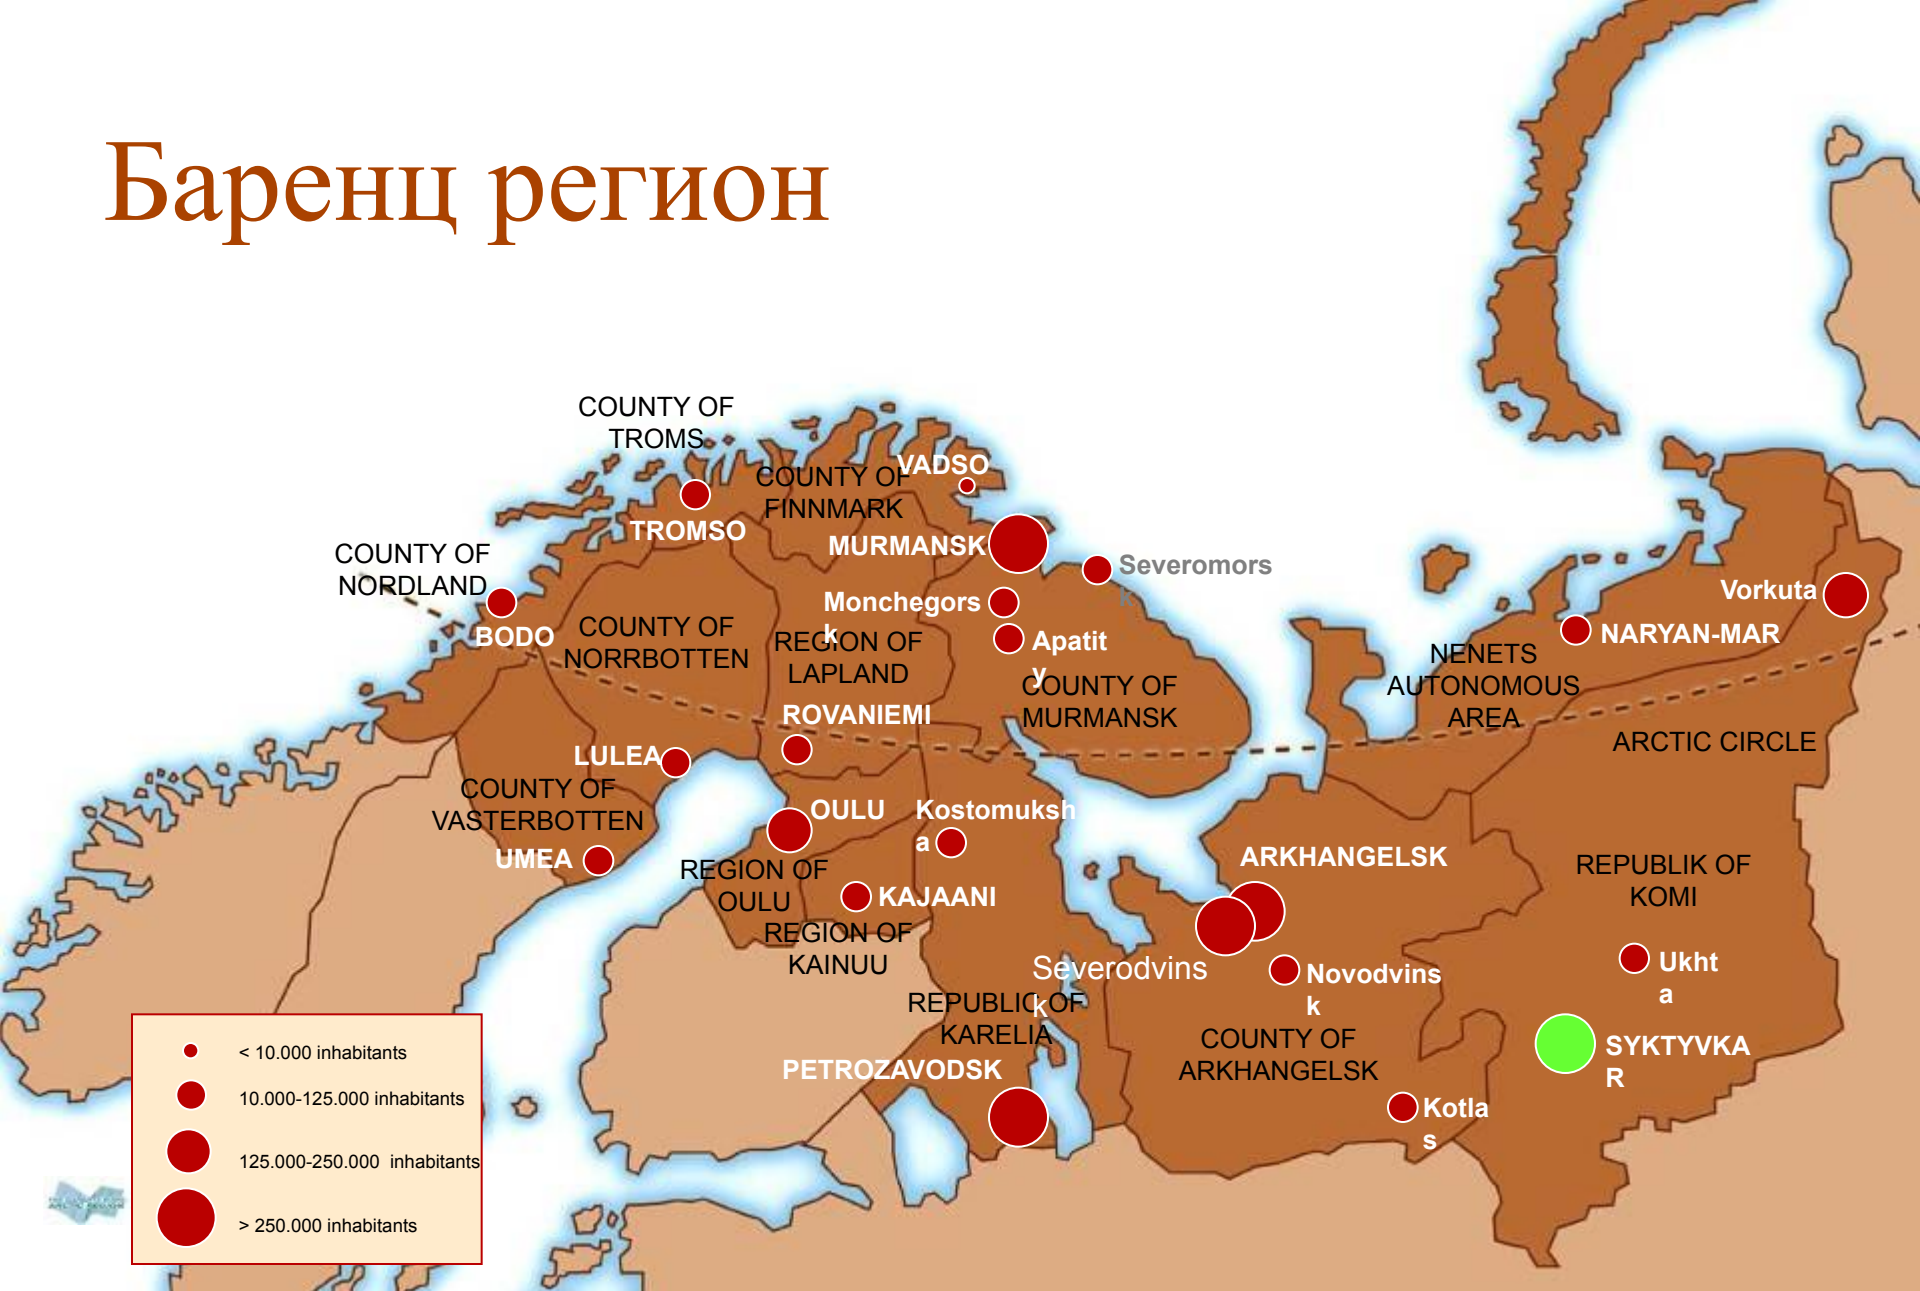 Баренц регион
COUNTY OF
TROMS
COUNTY OF
FINNMARK
VADSO
TROMSO
MURMANSK
Severomors
k
COUNTY OF
NORDLAND
BODO
COUNTY OF
NORRBOTTEN
Monchegors
k
REGION OF
LAPLAND
Apatit
y
COUNTY OF
MURMANSK
Vorkuta
NARYAN-MAR
NENETS
AUTONOMOUS
AREA
ARCTIC CIRCLE
ROVANIEMI
LULEA
COUNTY OF
VASTERBOTTEN
UMEA
OULU
Kostomuksh
a
REGION OF
OULU
KAJAANI
REGION OF
KAINUU
ARKHANGELSK
REPUBLIK OF
KOMI
Severodvins
k
Novodvins
k
Ukht
a
REPUBLIC OF
KARELIA
PETROZAVODSK
COUNTY OF
ARKHANGELSK
SYKTYVKA
R
Kotla
s
< 10.000 inhabitants
10.000-125.000 inhabitants
125.000-250.000 inhabitants
> 250.000 inhabitants